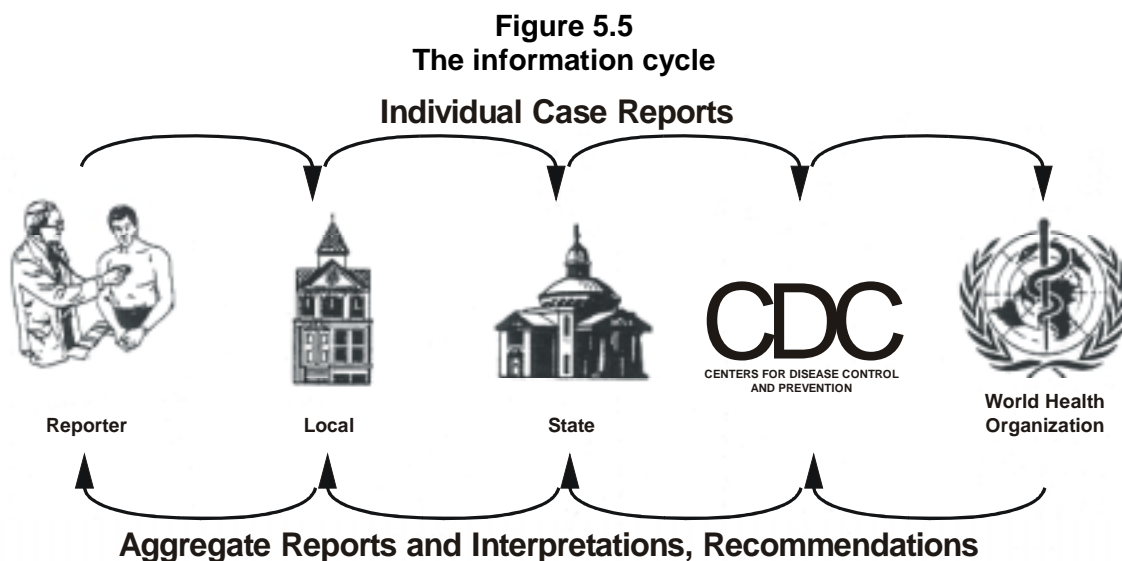 Figure 5.5
The information cycle
Individual Case Reports
CDC
CENTERS FOR DISEASE CONTROL
AND PREVENTION
Reporter
Local
State
World Health
Organization
Aggregate Reports and Interpretations, Recommendations